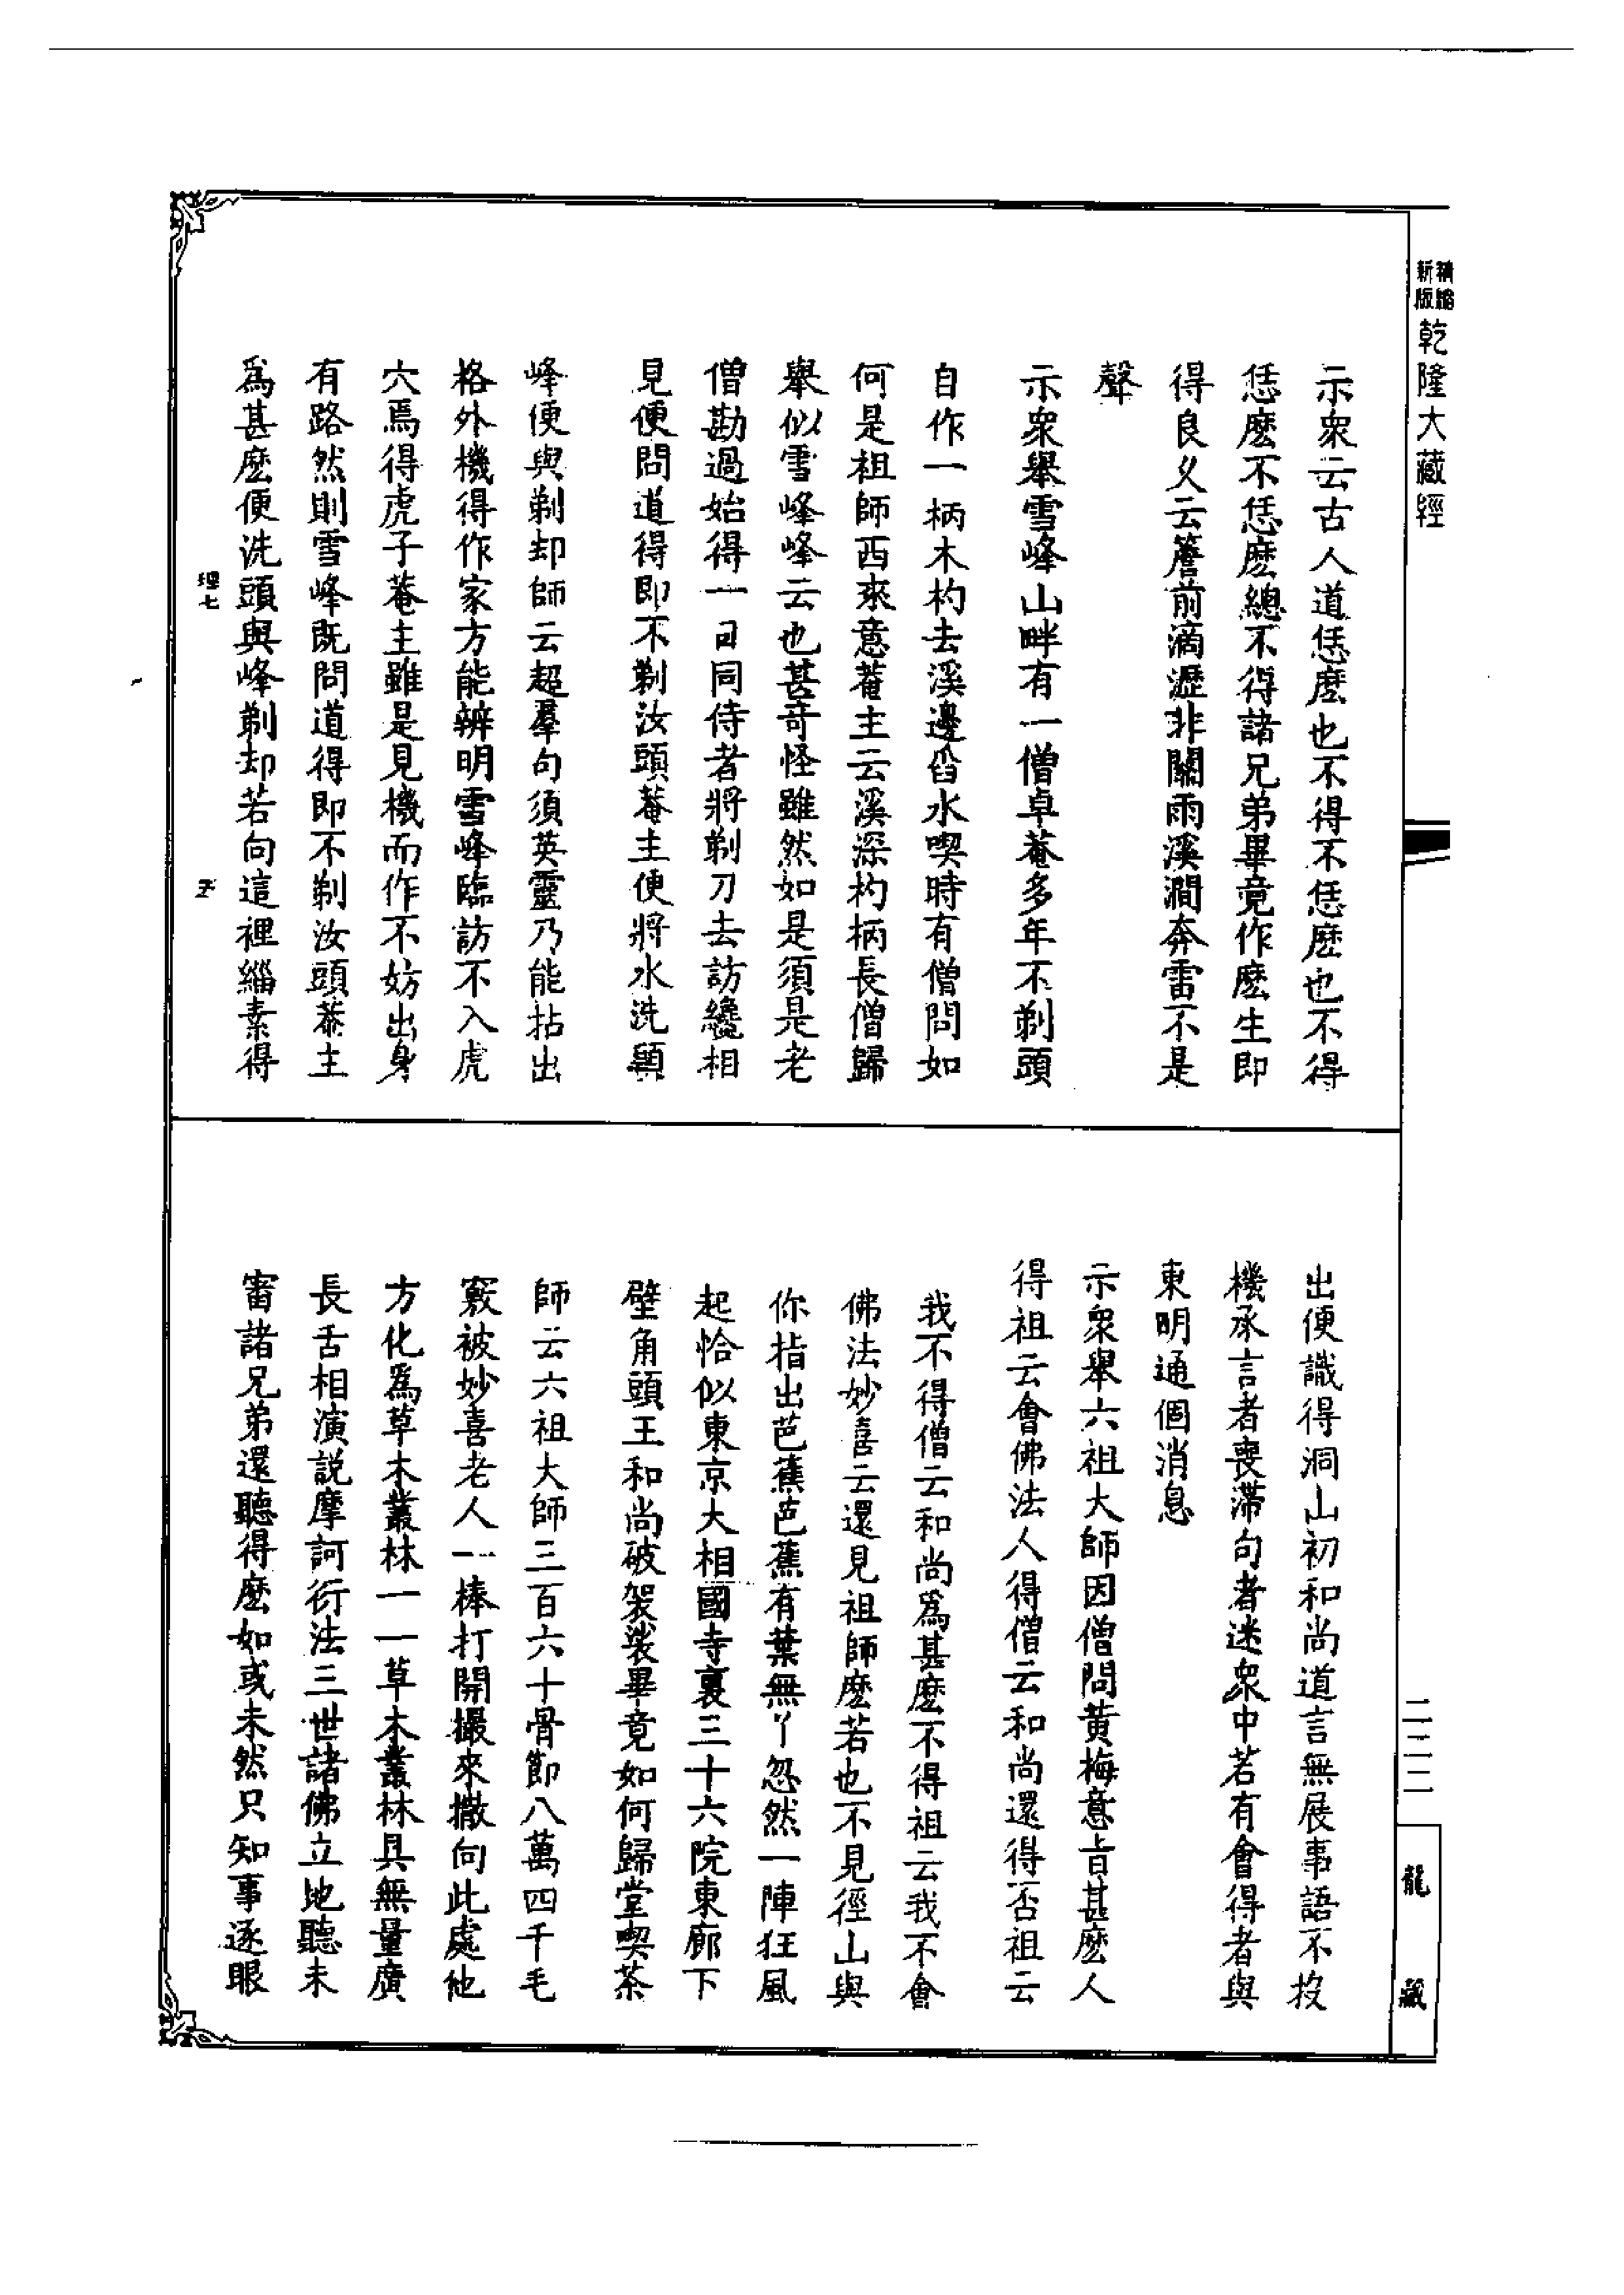 精縮新版乾隆大藏經
示衆云古人道恁麽也不得不恁麽也不得
恁麽不恁麽總不得諸兄弟畢竟作麽生即
得良久云簷前滴瀝非關雨溪澗奔雷不是
聲
示衆舉雪峰山畔有一僧卓菴多年不剃頭
自作一柄木杓去溪邊舀水喫時有僧問如
何是祖師西來意菴主云溪深杓柄長僧歸
舉似雪峰峰云也甚奇怪雖然如是須是老
僧勘過始得一日同侍者將剃刀去訪纔相
見便問道得即不剃汝頭菴主便將水洗頭
峰便與剃却師云超羣句須英靈乃能拈出
格外機得作家方能辨明雪峰臨訪不入虎
穴焉得虎子菴主雖是見機而作不妨出身
有路然則雪峰既問道得即不剃汝頭菴主
爲甚麽便洗頭與峰剃却若向這裡緇素得
理七
出便識得洞山初和尚道言無展事語不投
機承言者喪滯句者迷衆中若有會得者與
東明通個消息
示衆舉六祖大師因僧問黃梅意旨甚麽人
得祖云會佛法人得僧云和尚還得否祖云
我不得僧云和尚爲甚麽不得祖云我不會
佛法妙喜云還見祖師麽若也不見徑山與
你指出芭蕉芭蕉有葉無丫忽然一陣狂風
起恰似東京大相國寺裏三十六院東廊下
壁角頭王和尚破袈裟畢竟如何歸堂喫茶
師云六祖大師三百六十骨節八萬四千毛
竅被妙喜老人一棒打開撮來撒向此處他
方化爲草木叢林一一草木叢林具無量廣
長舌相演說摩訶衍法三世諸佛立地聽未
審諸兄弟還聽得麽如或未然只知事逐眼
二二二
龍藏